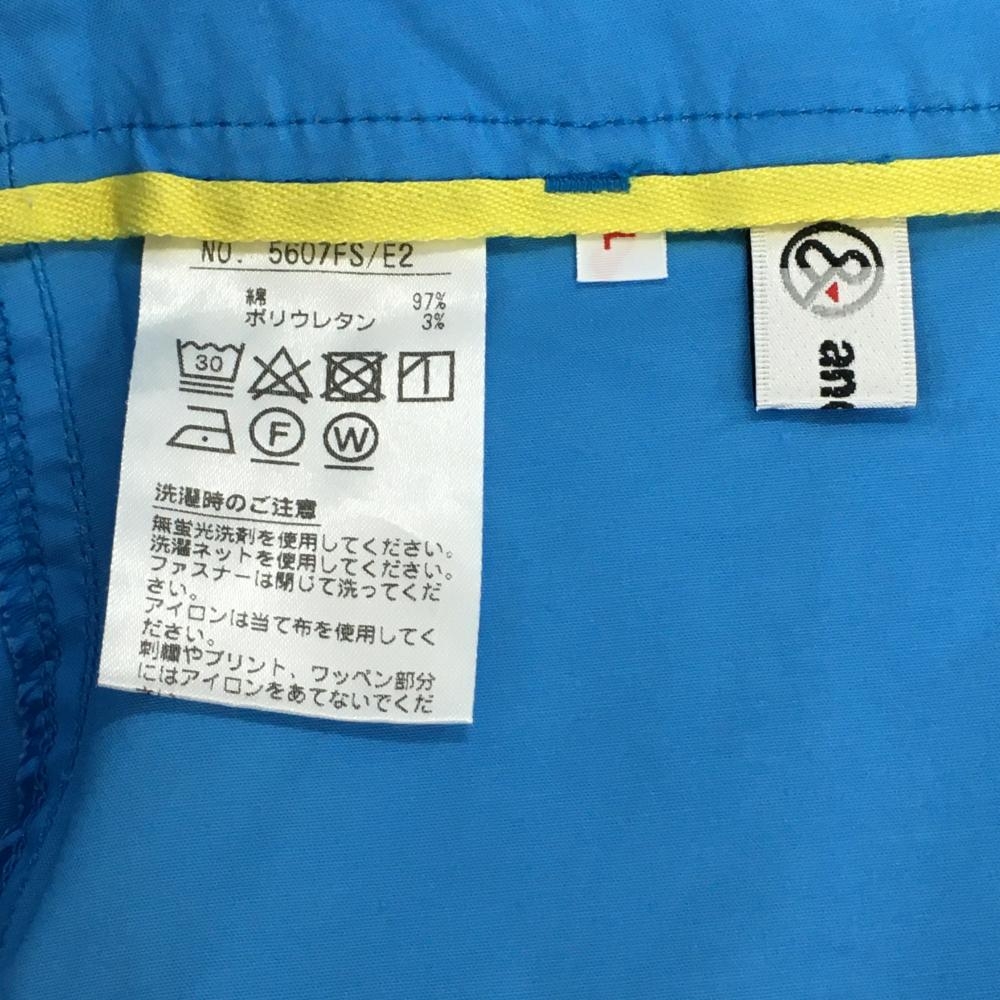 NO. 5607FS/E2
綿 97%
ポリウレタン 3%
30
F W
洗濯時のご注意
無蛍光洗剤を使用してください。
洗濯ネットを使用してください。
ファスナーは閉じて洗ってくだ
さい。
アイロンは当て布を使用してく
ださい。
刺繍やプリント、ワッペン部分
にはアイロンをあてないでくだ
さい
L
and